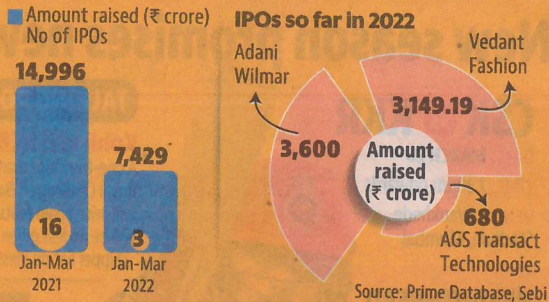 Amount raised (₹ crore)
No of IPOs
14,996
16
Jan-Mar
2021
7,429
3
Jan-Mar
2022
IPOs so far in 2022
Adani
Wilmar
3,600
Vedant
Fashion
3,149.19
Amount
raised
(₹ crore)
680
AGS Transact
Technologies
Source: Prime Database, Sebi